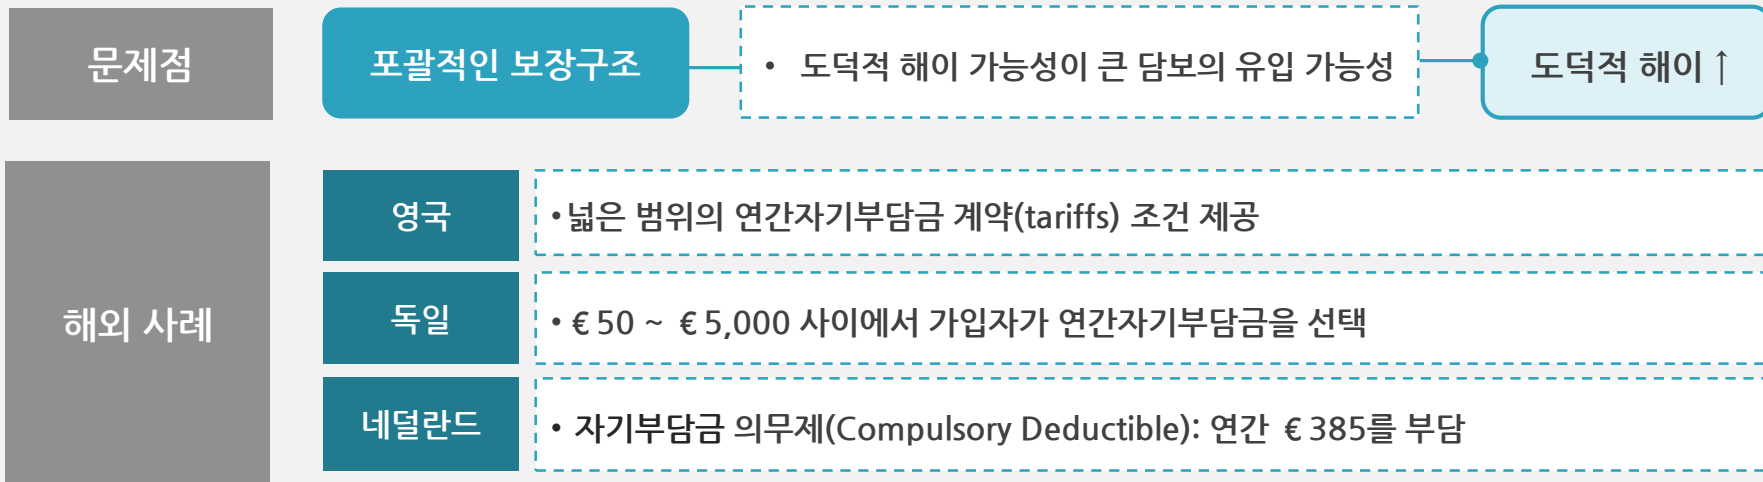 문제점
포괄적인 보장구조
• 도덕적 해이 가능성이 큰 담보의 유입 가능성
도덕적 해이 ↑
해외 사례
영국
• 넓은 범위의 연간자기부담금 계약(tariffs) 조건 제공
독일
• € 50 ~ € 5,000 사이에서 가입자가 연간자기부담금을 선택
네덜란드
• 자기부담금 의무제(Compulsory Deductible): 연간 € 385를 부담